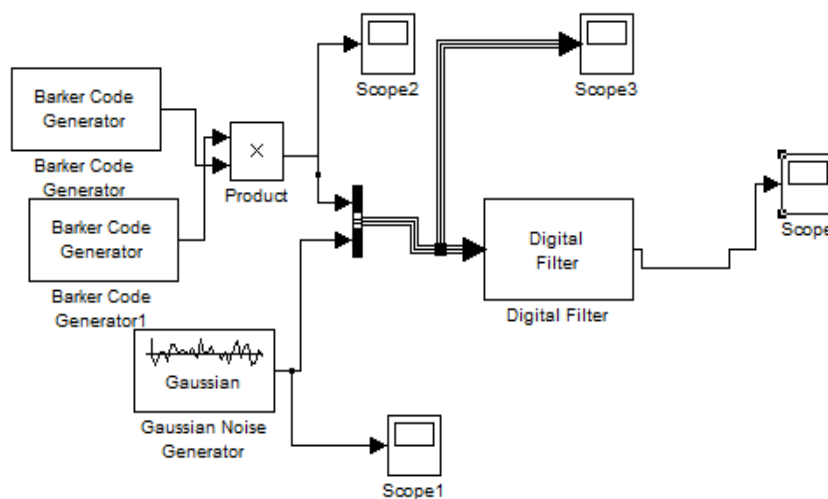 Scope2
Scope3
Barker Code
Generator
Barker Code
Generator
×
Product
Barker Code
Generator
Barker Code
Generator1
Digital
Filter
Digital Filter
Scope
Gaussian
Gaussian Noise
Generator
Scope1